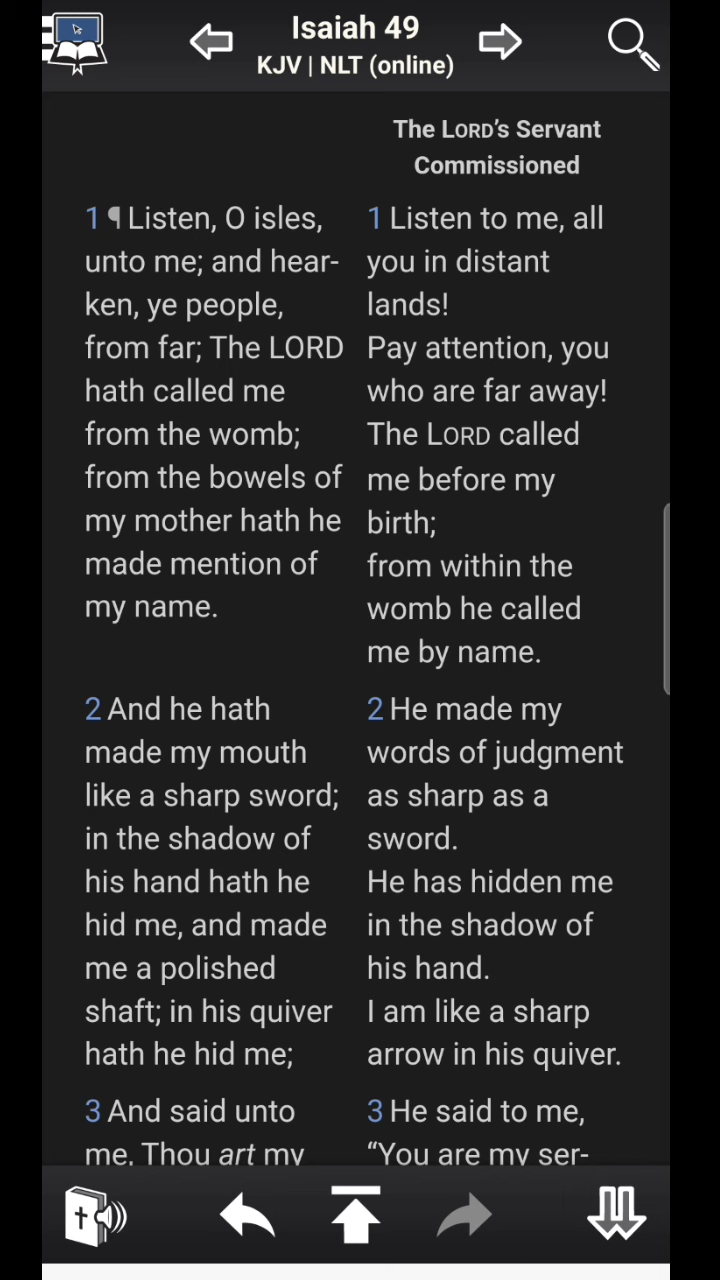 Isaiah 49
KJV | NLT (online)
1 ¶ Listen, O isles,
unto me; and hear-
ken, ye people,
from far; The LORD
hath called me
from the womb;
from the bowels of
my mother hath he
made mention of
my name.
2 And he hath
made my mouth
like a sharp sword;
in the shadow of
his hand hath he
hid me, and made
me a polished
shaft; in his quiver
hath he hid me;
3 And said unto
me, Thou art my
The LORD's Servant
Commissioned
1 Listen to me, all
you in distant
lands!
Pay attention, you
who are far away!
The LORD called
me before my
birth;
from within the
womb he called
me by name.
2 He made my
words of judgment
as sharp as a
sword.
He has hidden me
in the shadow of
his hand.
I am like a sharp
arrow in his quiver.
3 He said to me,
“You are my ser-